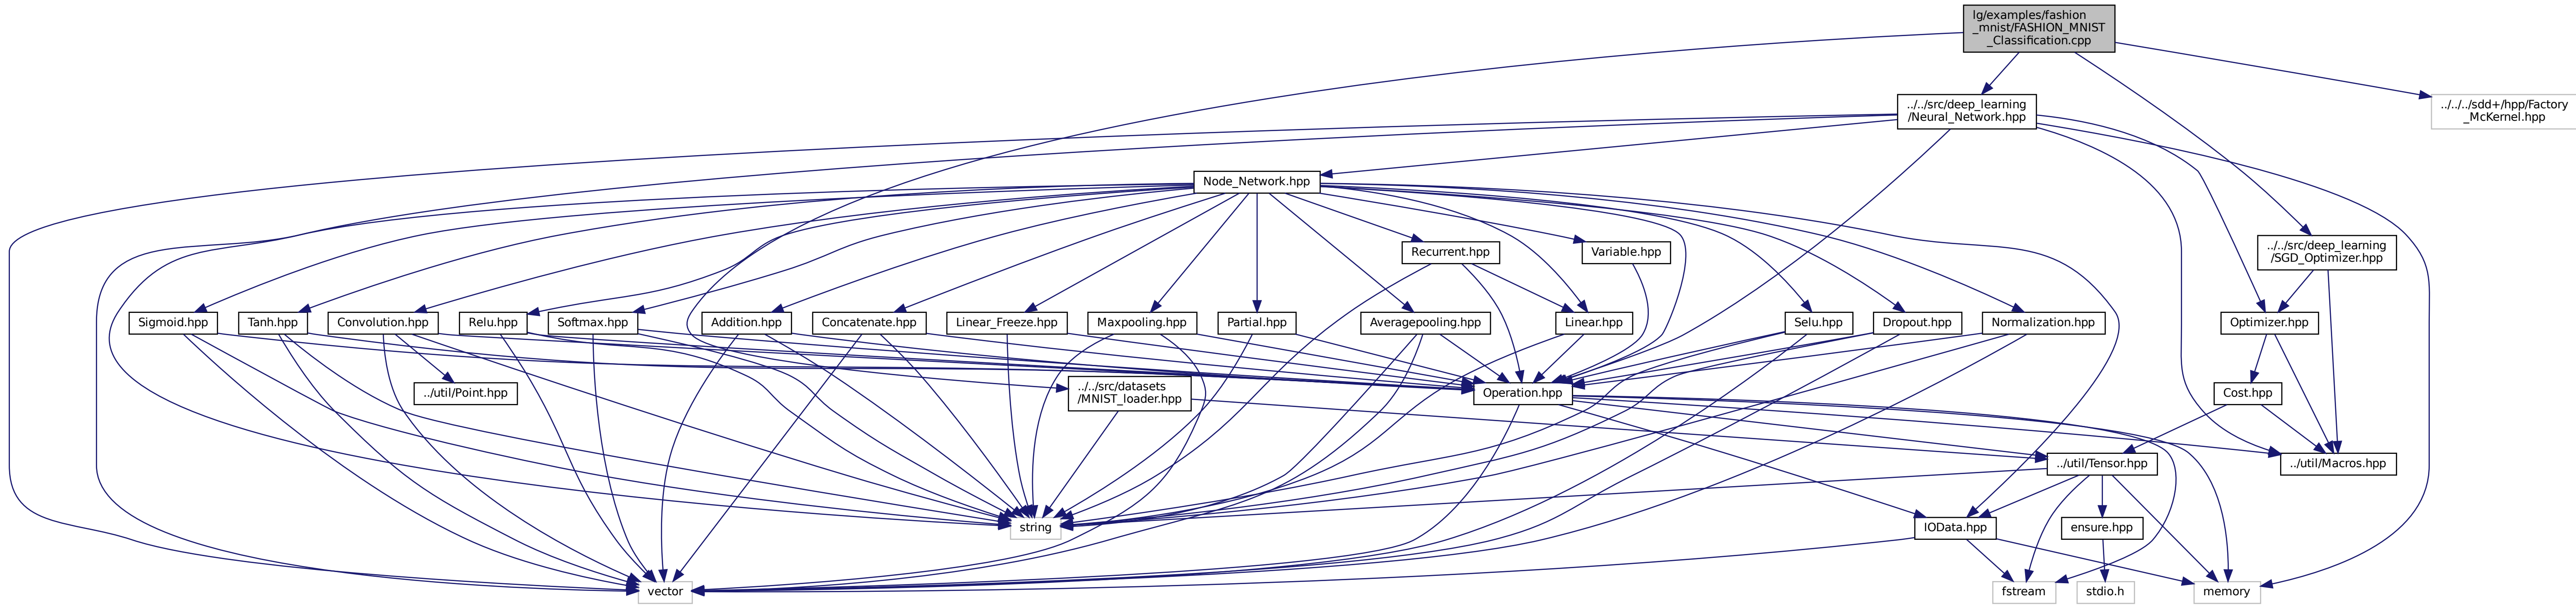 lg/examples/fashion
_mnist/FASHION_MNIST
_Classification.cpp
../../src/deep_learning
/Neural_Network.hpp
../../../sdd+/hpp/Factory
_McKernel.hpp
Node_Network.hpp
Recurrent.hpp
Variable.hpp
../../src/deep_learning
/SGD_Optimizer.hpp
Sigmoid.hpp
Tanh.hpp
Convolution.hpp
Relu.hpp
Softmax.hpp
Addition.hpp
Concatenate.hpp
Linear_Freeze.hpp
Maxpooling.hpp
Partial.hpp
Averagepooling.hpp
Linear.hpp
Selu.hpp
Dropout.hpp
Normalization.hpp
Optimizer.hpp
../util/Point.hpp
../../src/datasets
/MNIST_loader.hpp
Operation.hpp
Cost.hpp
../util/Tensor.hpp
../util/Macros.hpp
string
IOData.hpp
ensure.hpp
vector
fstream
stdio.h
memory